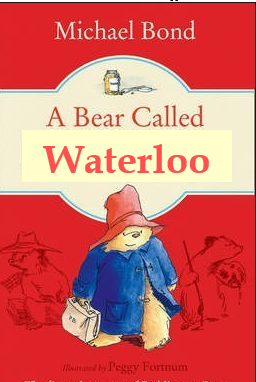 Michael Bond
A Bear Called
Waterloo
Illustrated by Peggy Fortnum